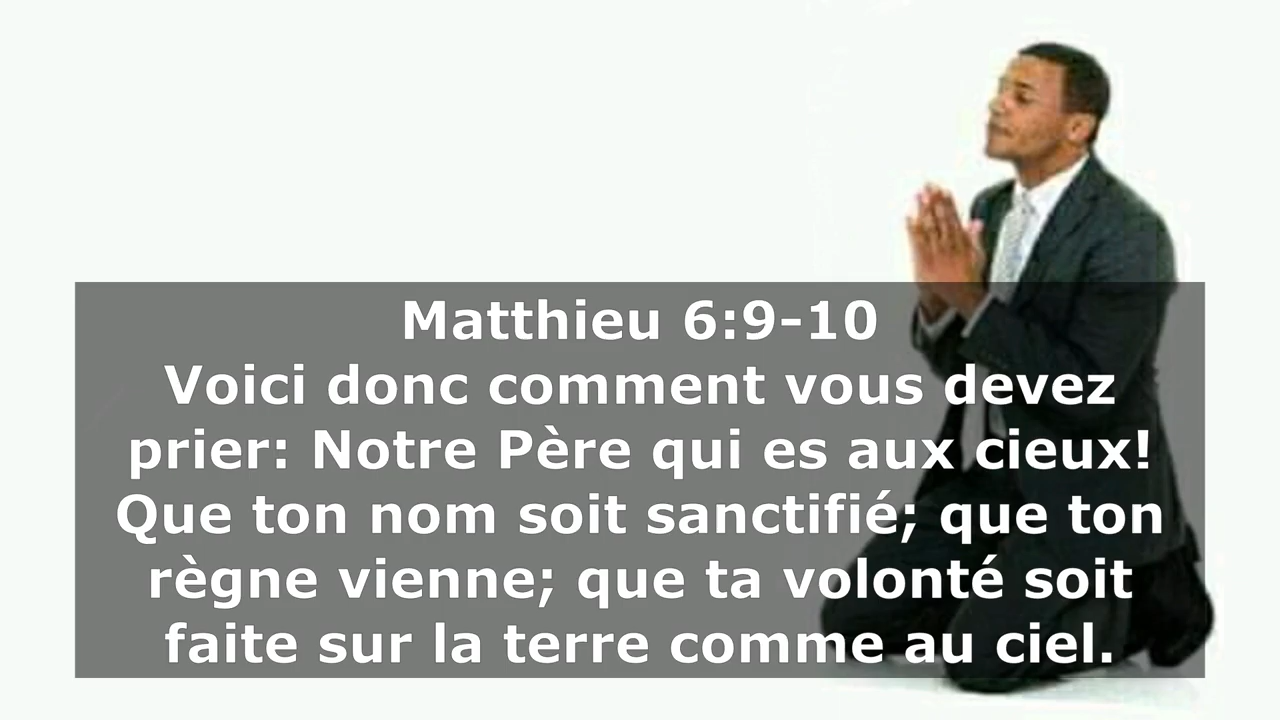 Matthieu 6:9-10
Voici donc comment vous devez
prier: Notre Père qui es aux cieux!
Que ton nom soit sanctifié; que ton
règne vienne; que ta volonté soit
faite sur la terre comme au ciel.